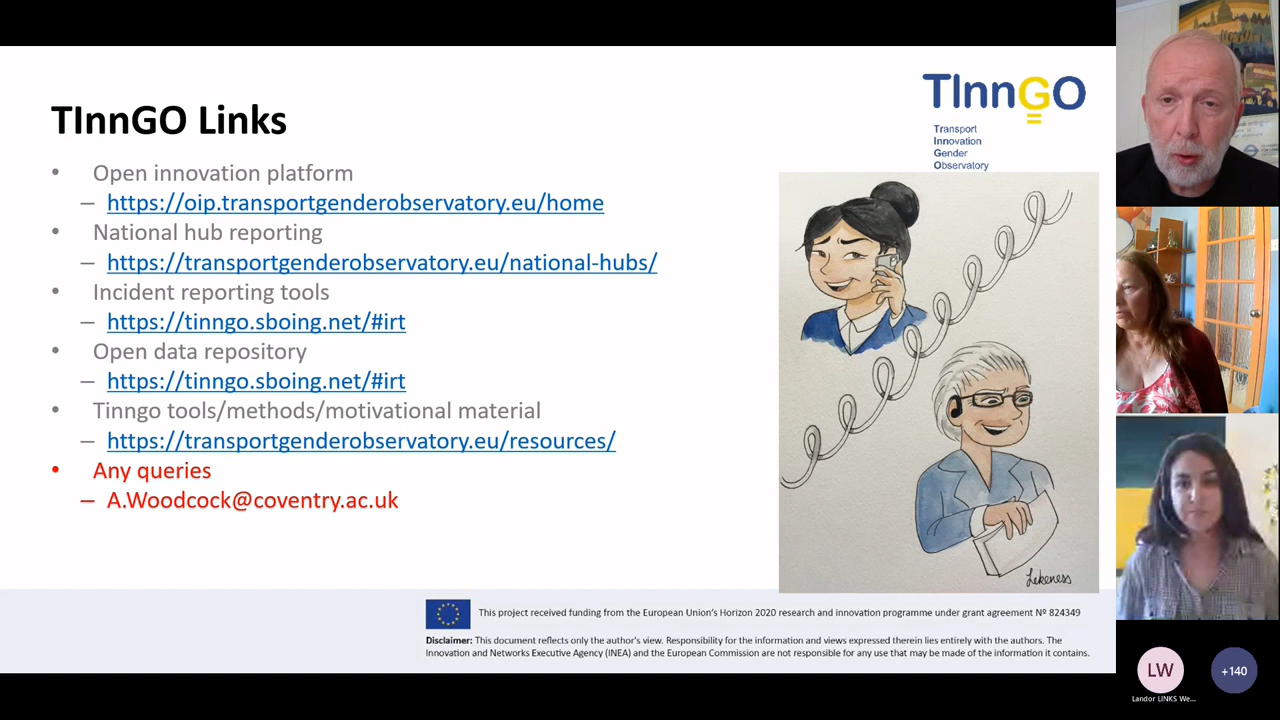 TInnGO Links
TInnGO
Transport
Innovation
Gender
Observatory
• Open innovation platform
– https://oip.transportgenderobservatory.eu/home
• National hub reporting
– https://transportgenderobservatory.eu/national-hubs/
• Incident reporting tools
– https://tinngo.sboing.net/#irt
• Open data repository
– https://tinngo.sboing.net/#irt
• Tinngo tools/methods/motivational material
– https://transportgenderobservatory.eu/resources/
• Any queries
– A.Woodcock@coventry.ac.uk
Lekeness
This project received funding from the European Union's Horizon 2020 research and innovation programme under grant agreement Nº 824349
Disclaimer: This document reflects only the author's view. Responsibility for the information and views expressed therein lies entirely with the authors. The
Innovation and Networks Executive Agency (INEA) and the European Commission are not responsible for any use that may be made of the information it contains.
LW
+140
Landor LINKS We...